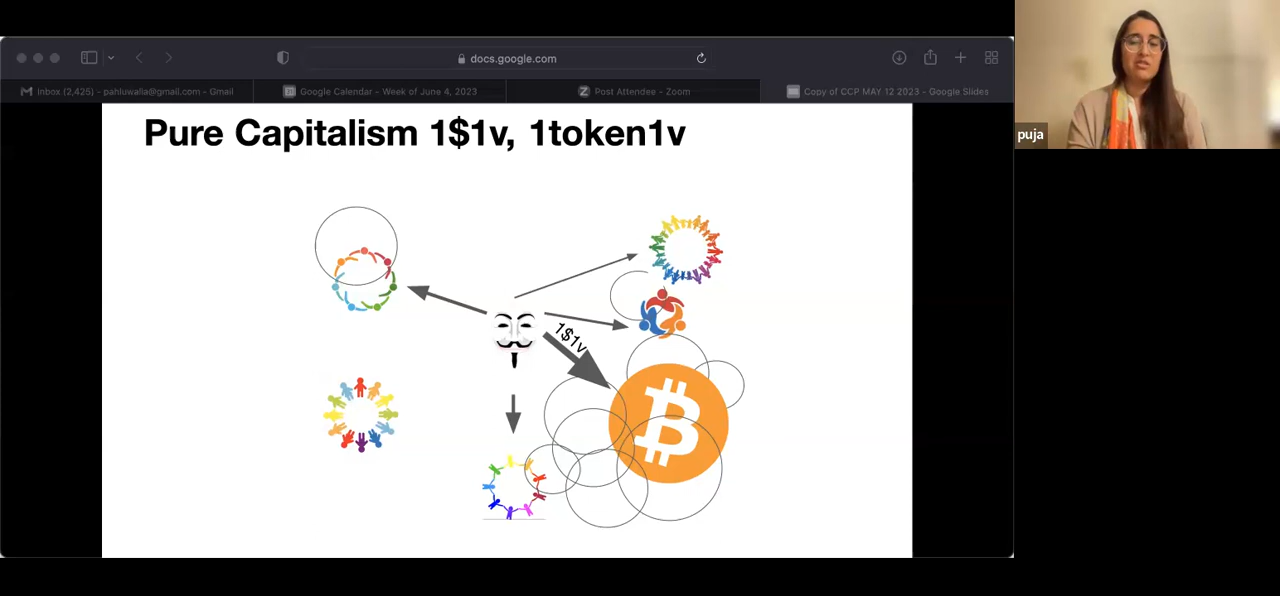 docs.google.com
Inbox (2,425) - pahluwalia@gmail.com - Gmail
Google Calendar - Week of June 4, 2023
Post Attendee - Zoom
Copy of CCP MAY 12 2023 - Google Slides
Pure Capitalism 1$1v, 1token1v
1$1v
puja